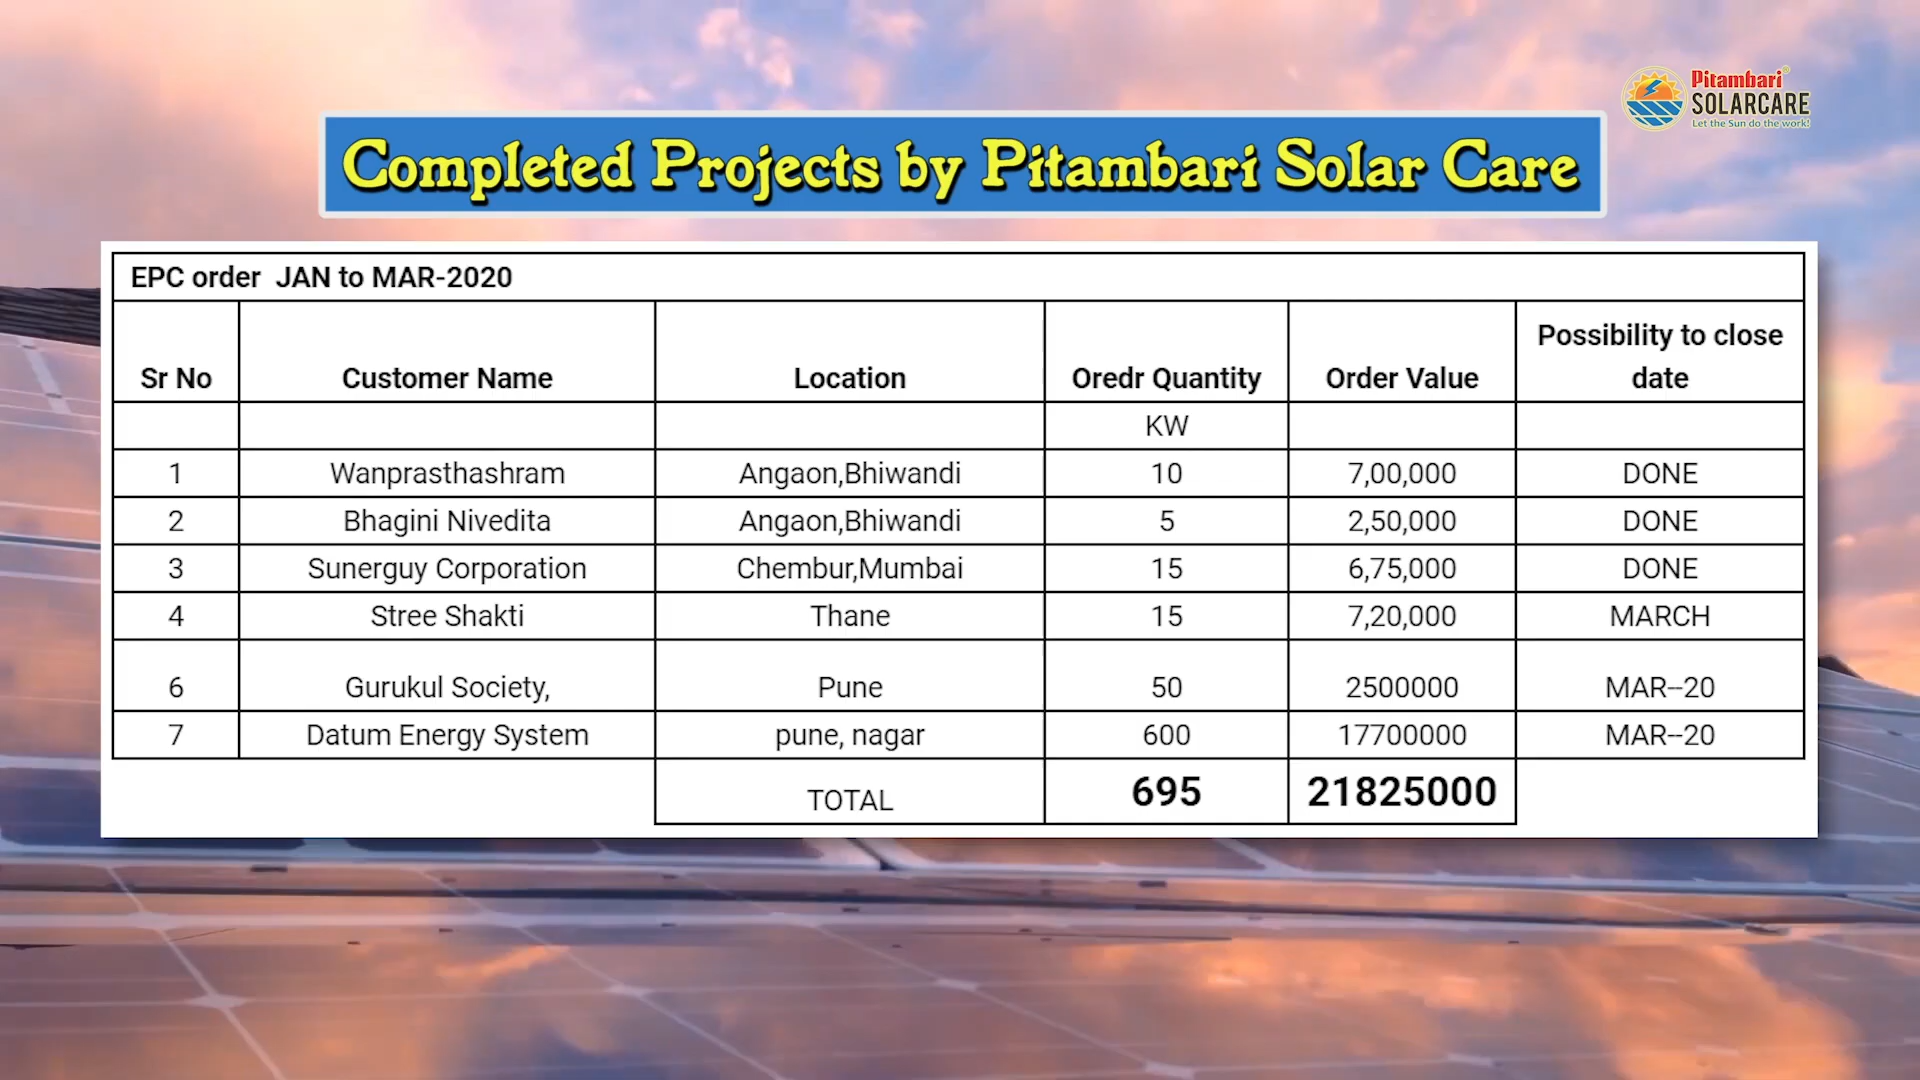 Pitambari®
SOLARCARE
Let the Sun do the work!
Completed Projects by Pitambari Solar Care
EPC order JAN to MAR-2020
Sr No Customer Name Location Oredr Quantity Order Value Possibility to close date
KW
1 Wanprasthashram Angaon,Bhiwandi 10 7,00,000 DONE
2 Bhagini Nivedita Angaon,Bhiwandi 5 2,50,000 DONE
3 Sunerguy Corporation Chembur,Mumbai 15 6,75,000 DONE
4 Stree Shakti Thane 15 7,20,000 MARCH
6 Gurukul Society, Pune 50 2500000 MAR--20
7 Datum Energy System pune, nagar 600 17700000 MAR--20
TOTAL 695 21825000